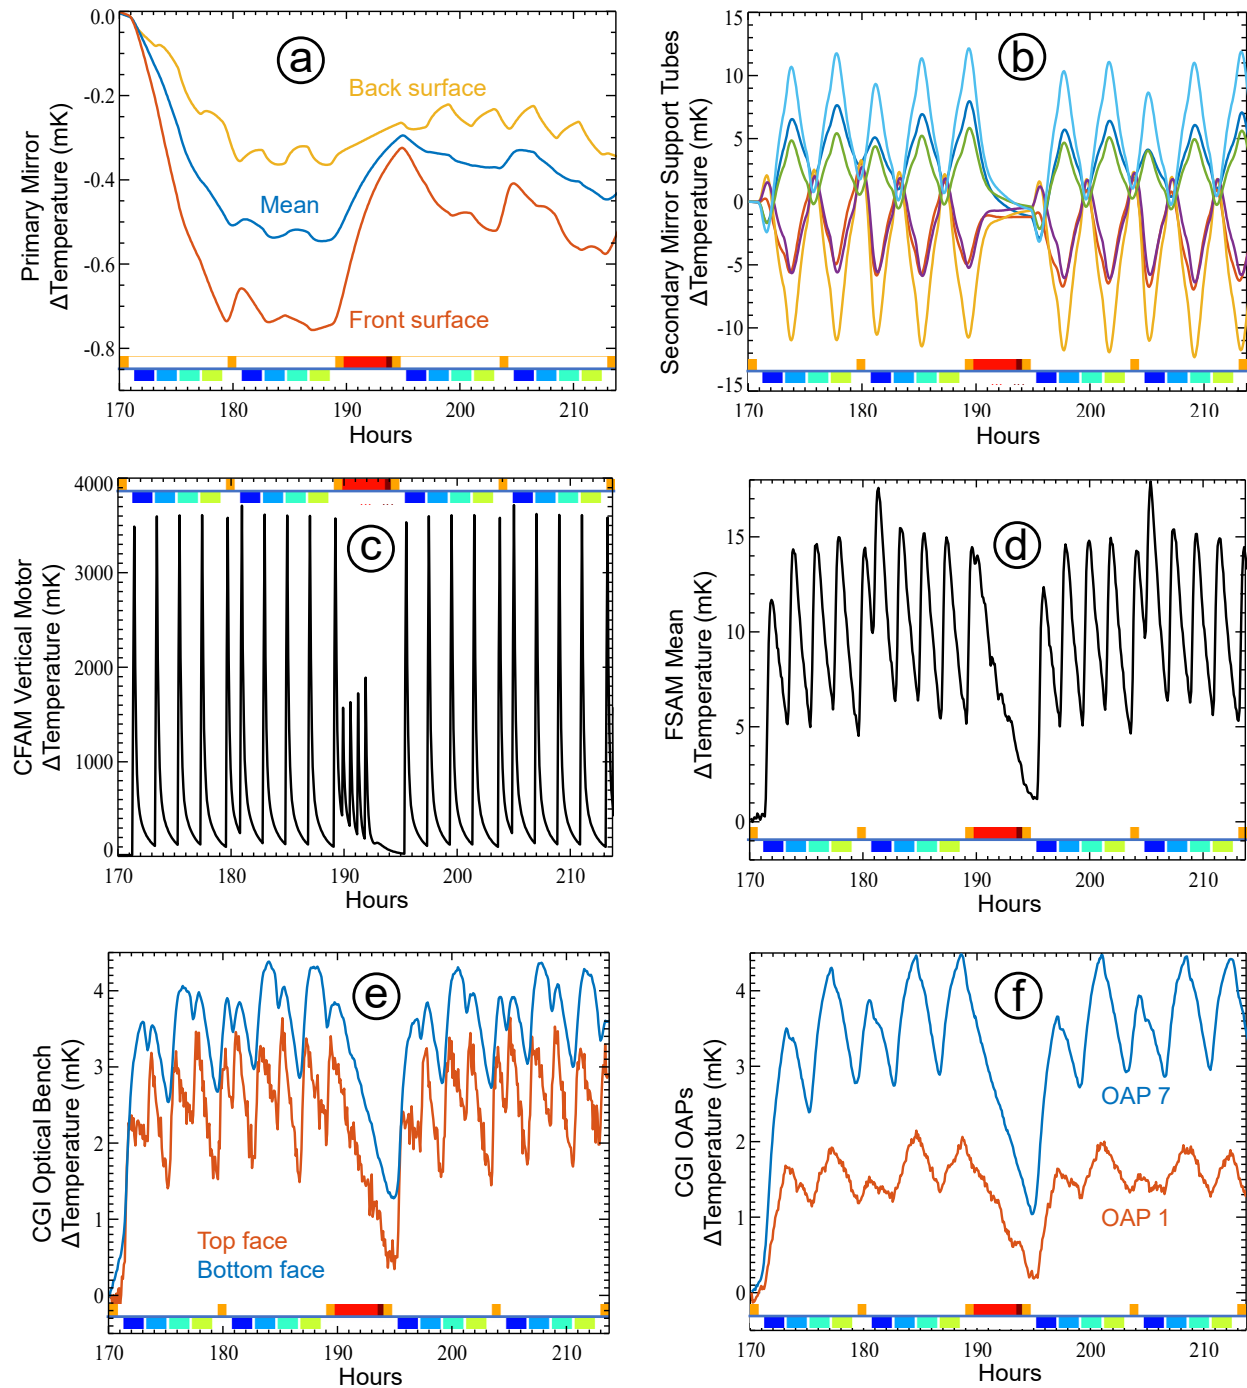 0.0
-0.2
-0.4
-0.6
-0.8
Primary Mirror
ΔTemperature (mK)
a
Back surface
Mean
Front surface
170 180 190 200 210
Hours
15
10
5
0
-5
-10
-15
Secondary Mirror Support Tubes
ΔTemperature (mK)
b
170 180 190 200 210
Hours
4000
3000
2000
1000
0
CFAM Vertical Motor
ΔTemperature (mK)
c
170 180 190 200 210
Hours
15
10
5
0
FSAM Mean
ΔTemperature (mK)
d
170 180 190 200 210
Hours
4
3
2
1
0
CGI Optical Bench
ΔTemperature (mK)
e
Top face
Bottom face
170 180 190 200 210
Hours
4
3
2
1
0
CGI OAPs
ΔTemperature (mK)
f
OAP 7
OAP 1
170 180 190 200 210
Hours